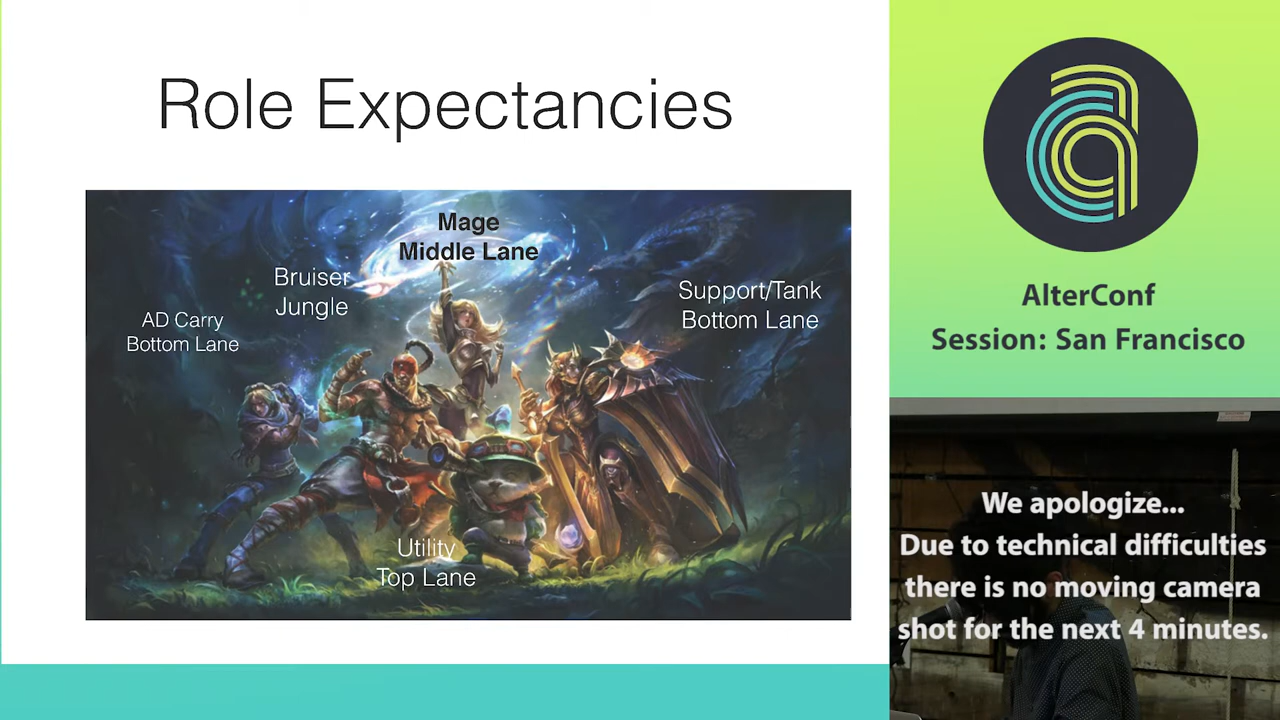 Role Expectancies
Mage
Middle Lane
Bruiser
Jungle
Support/Tank
Bottom Lane
AD Carry
Bottom Lane
Utility
Top Lane
AlterConf
Session: San Francisco
We apologize...
Due to technical difficulties
there is no moving camera
shot for the next 4 minutes.